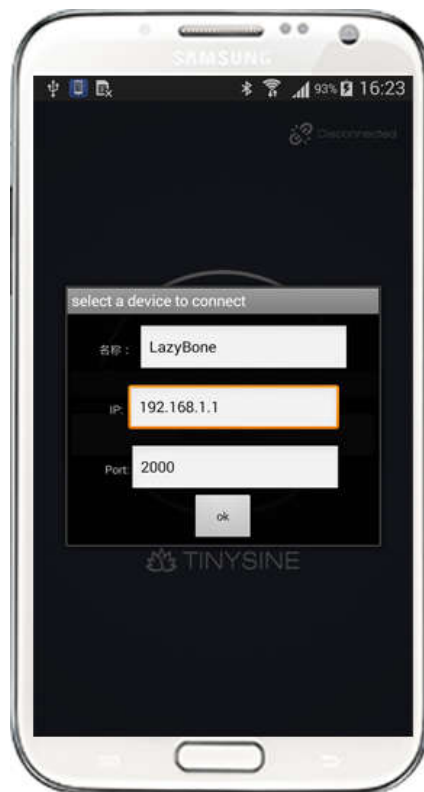 SAMSUNG
93% 16:23
Disconnected
select a device to connect
名称： LazyBone
IP: 192.168.1.1
Port: 2000
ok
TINYSINE